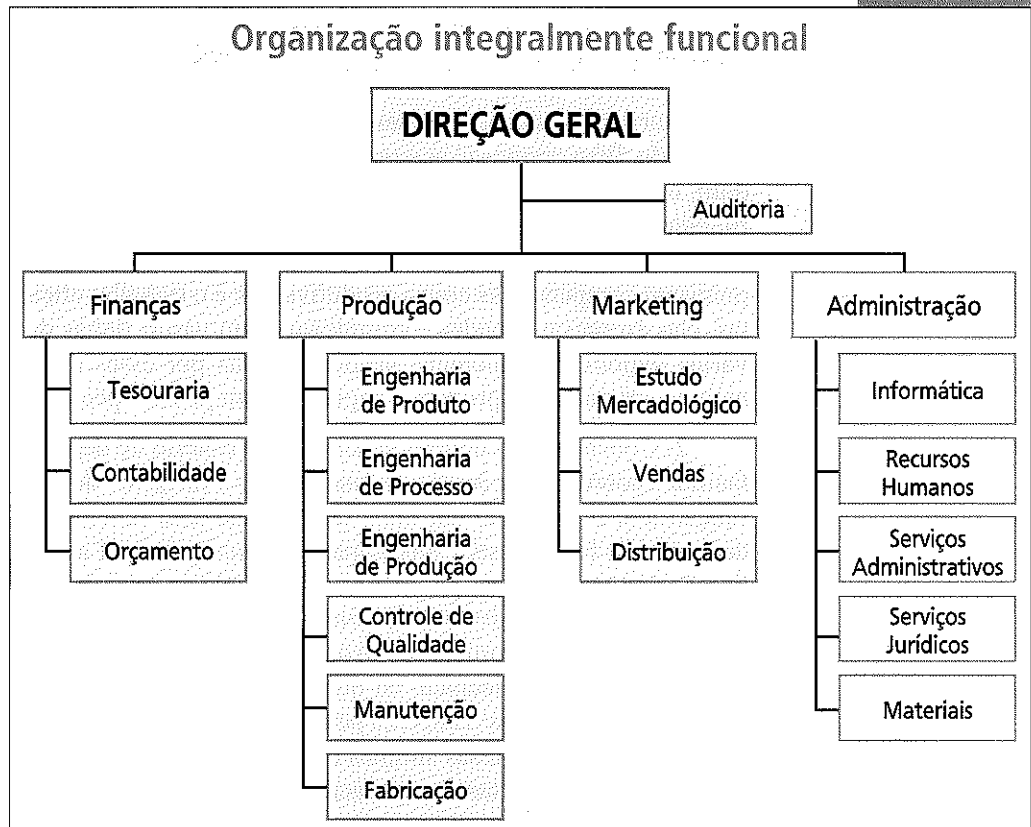 Organização integralmente funcional
DIREÇÃO GERAL
Auditoria
Finanças
Produção
Marketing
Administração
Tesouraria
Contabilidade
Orçamento
Engenharia
de Produto
Engenharia
de Processo
Engenharia
de Produção
Controle de
Qualidade
Manutenção
Fabricação
Estudo
Mercadológico
Vendas
Distribuição
Informática
Recursos
Humanos
Serviços
Administrativos
Serviços
Jurídicos
Materiais